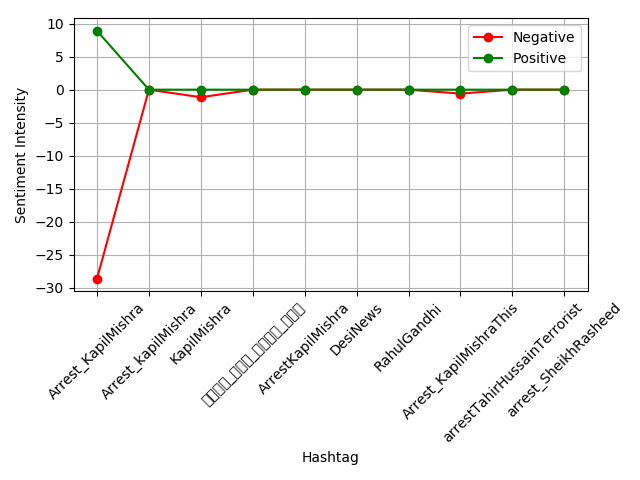 Negative
Positive
10
5
0
−5
−10
−15
−20
−25
−30
Sentiment Intensity
Arrest_KapilMishra
Arrest_kapilMishra
KapilMishra
ArrestKapilMishra
DesiNews
RahulGandhi
Arrest_KapilMishraThis
arrestTahirHussainTerrorist
arrest_SheikhRasheed
Hashtag